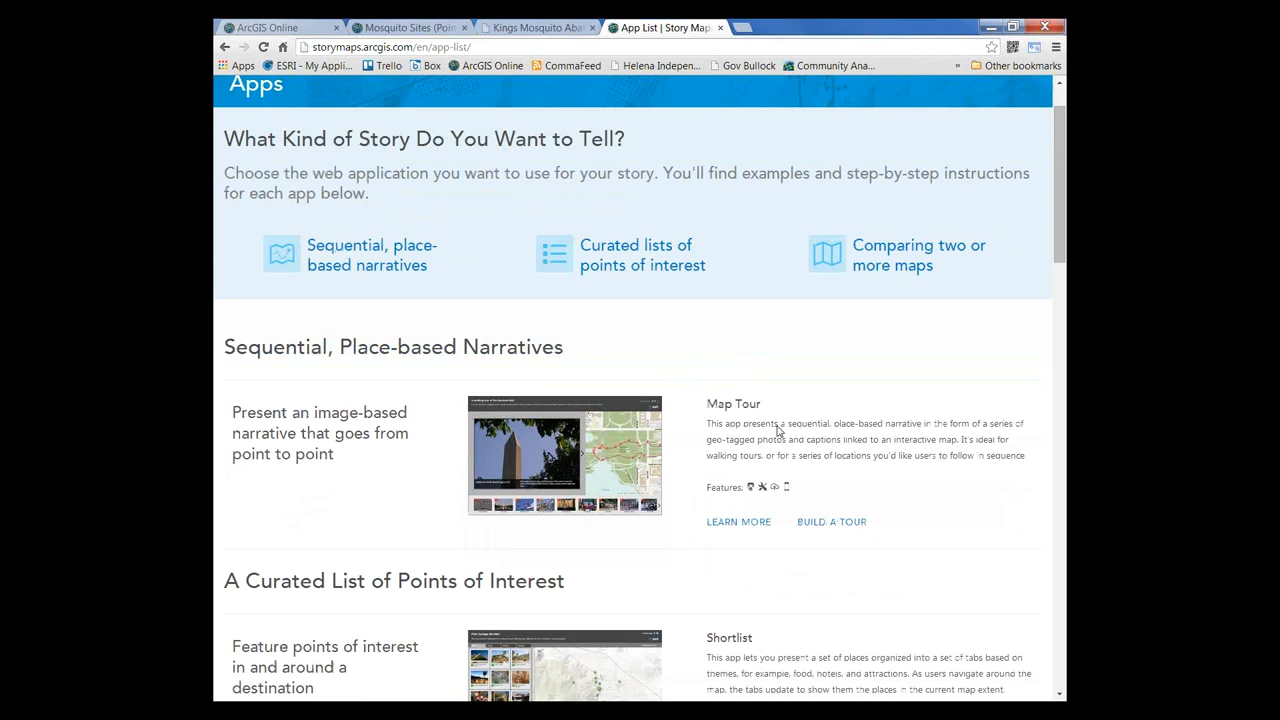 ArcGIS Online
Mosquito Sites (Poin
Kings Mosquito Aba
App List | Story Map
storymaps.arcgis.com/en/app-list/
Apps
ESRI - My Appli...
Trello
Box
ArcGIS Online
CommaFeed
Helena Indepen...
Gov Bullock
Community Ana...
»
Other bookmarks
Apps
What Kind of Story Do You Want to Tell?
Choose the web application you want to use for your story. You'll find examples and step-by-step instructions
for each app below.
Sequential, place-
based narratives
Curated lists of
points of interest
Comparing two or
more maps
Sequential, Place-based Narratives
Present an image-based
narrative that goes from
point to point
Map Tour
This app presents a sequential, place-based narrative in the form of a series of
geo-tagged photos and captions linked to an interactive map. It's ideal for
walking tours, or for a series of locations you'd like users to follow in sequence
Features:
LEARN MORE
BUILD A TOUR
A Curated List of Points of Interest
Feature points of interest
in and around a
destination
Shortlist
This app lets you present a set of places organized into a set of tabs based on
themes, for example, food, hotels, and attractions. As users navigate around the
map, the tabs update to show them the places in the current map extent.